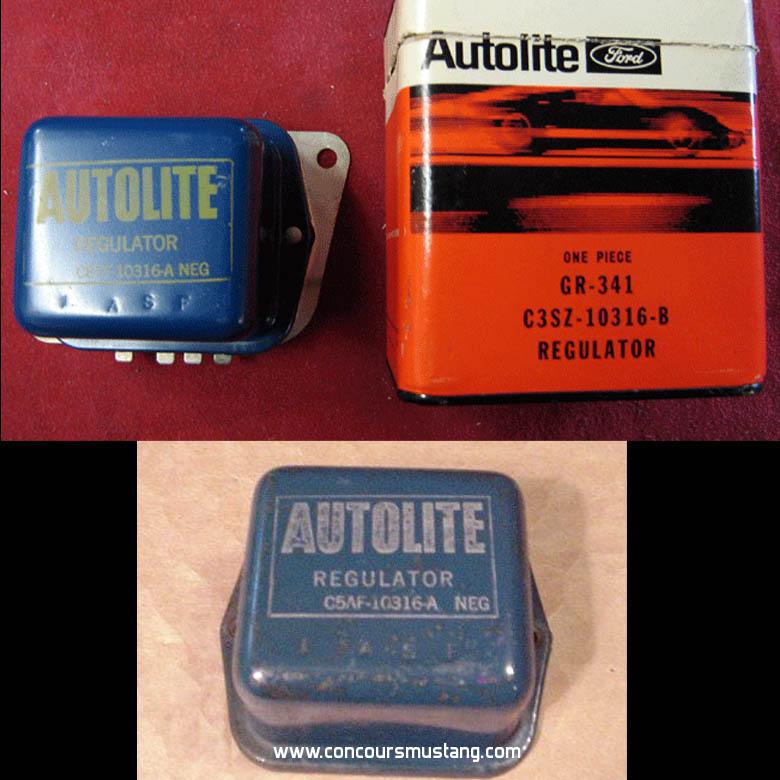 Autolite Ford
AUTOLITE
REGULATOR
10316-A NEG
A S F
ONE PIECE
GR-341
C3SZ-10316-B
REGULATOR
AUTOLITE
REGULATOR
C5AF-10316-A NEG
www.concoursmustang.com